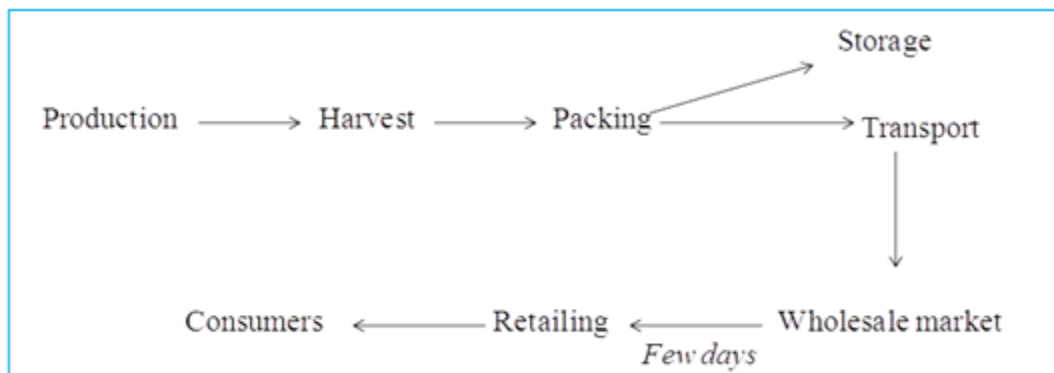 Storage
Production
Harvest
Packing
Transport
Consumers
Retailing
Wholesale market
Few days